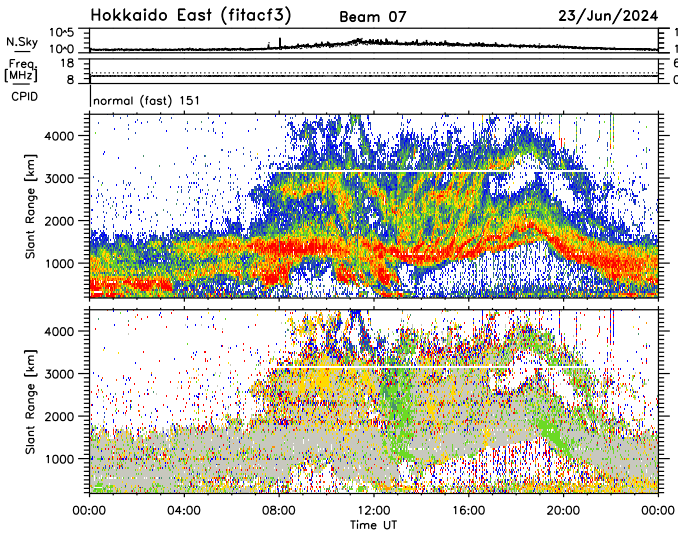 Hokkaido East (fitacf3) Beam 07 23/Jun/2024
N.Sky 10^5 10^0 1 1
Freq. [MHz] 18 8 6 0
CPID normal (fast) 151
Slant Range [km] 4000 3000 2000 1000
Slant Range [km] 4000 3000 2000 1000
00:00 04:00 08:00 12:00 16:00 20:00 00:00
Time UT